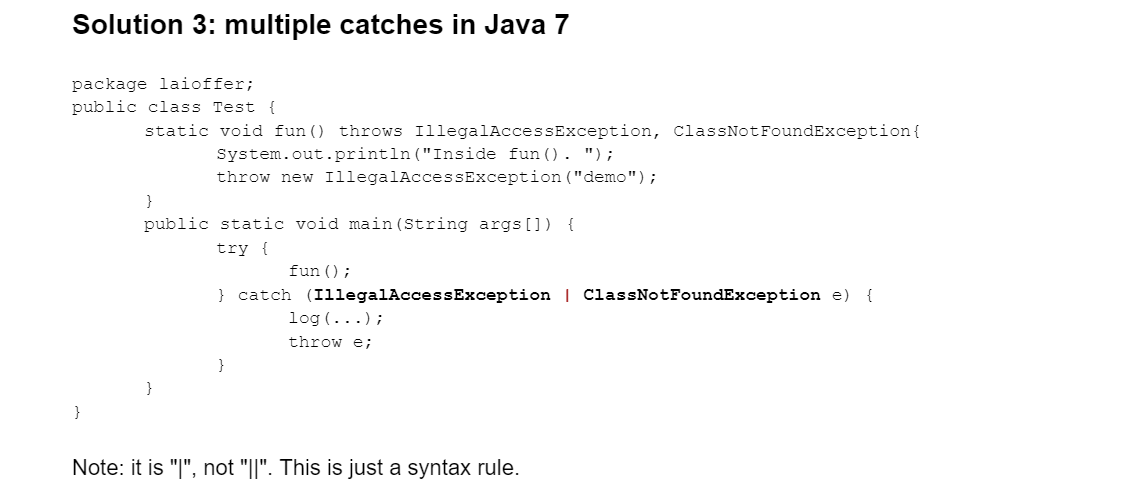 Solution 3: multiple catches in Java 7
package laioffer;
public class Test {
static void fun() throws IllegalAccessException, ClassNotFoundException{
System.out.println("Inside fun(). ");
throw new IllegalAccessException("demo");
}
public static void main(String args[]) {
try {
fun();
} catch (IllegalAccessException | ClassNotFoundException e) {
log(...);
throw e;
}
}
}
Note: it is "|", not "||". This is just a syntax rule.